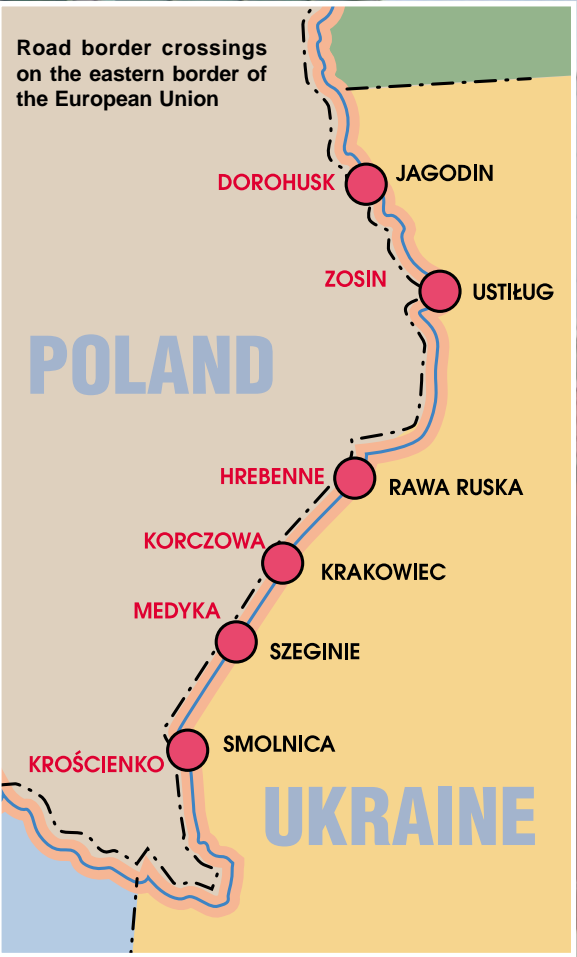 Road border crossings
on the eastern border of
the European Union
DOROHUSK
JAGODIN
ZOSIN
USTIŁUG
POLAND
HREBENNE
RAWA RUSKA
KORCZOWA
KRAKOWIEC
MEDYKA
SZEGINIE
SMOLNICA
KROŚCIENKO
UKRAINE